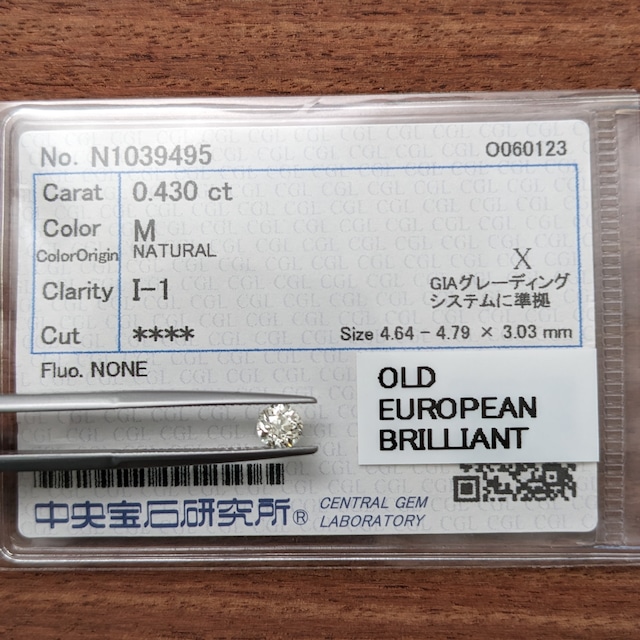 No. N1039495
O060123
Carat 0.430 ct
Color M
ColorOrigin NATURAL
X
Clarity I-1
GIAグレーディング
システムに準拠
Cut ****
Size 4.64 - 4.79 × 3.03 mm
Fluo. NONE
OLD
EUROPEAN
BRILLIANT
中央宝石研究所®
CENTRAL GEM
LABORATORY